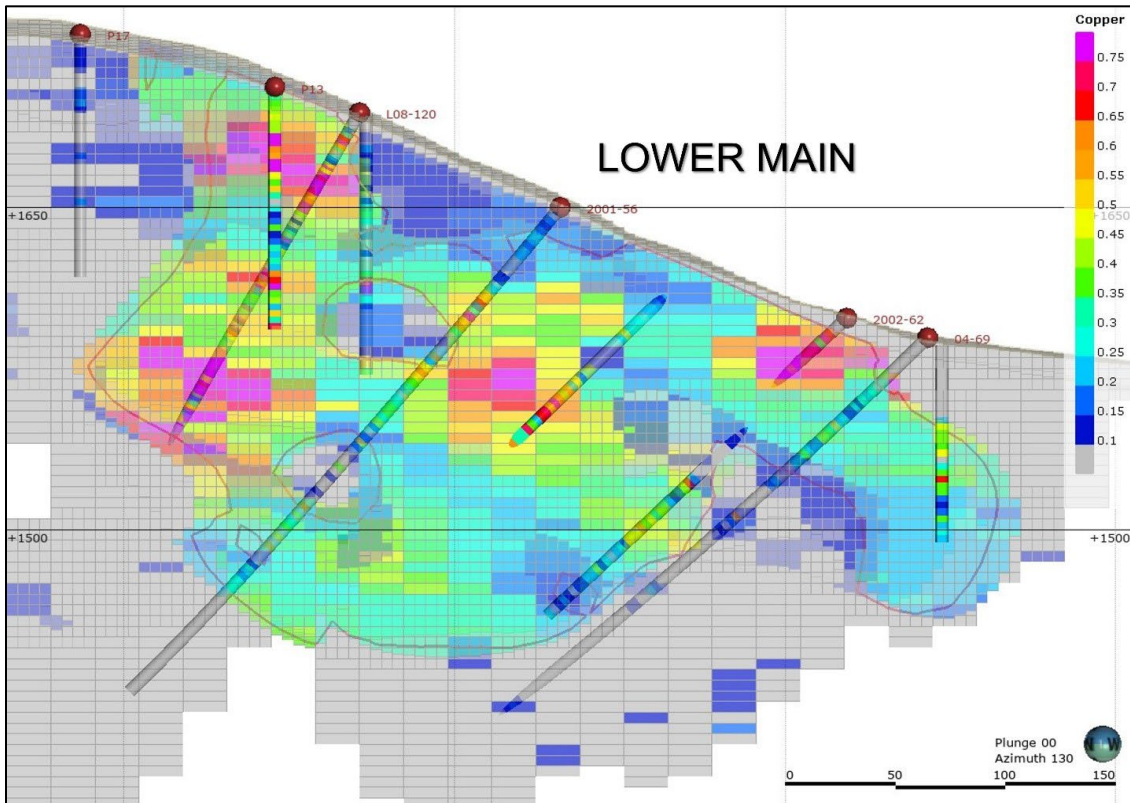 Copper
P17
0.75
0.7
P13
0.65
L08-120
0.6
0.55
LOWER MAIN
0.5
+1650
2001-56
+1650
0.45
0.4
0.35
2002-62
0.3
04-69
0.25
0.2
0.15
0.1
+1500
+1500
Plunge 00
Azimuth 130
N W
0 50 100 150